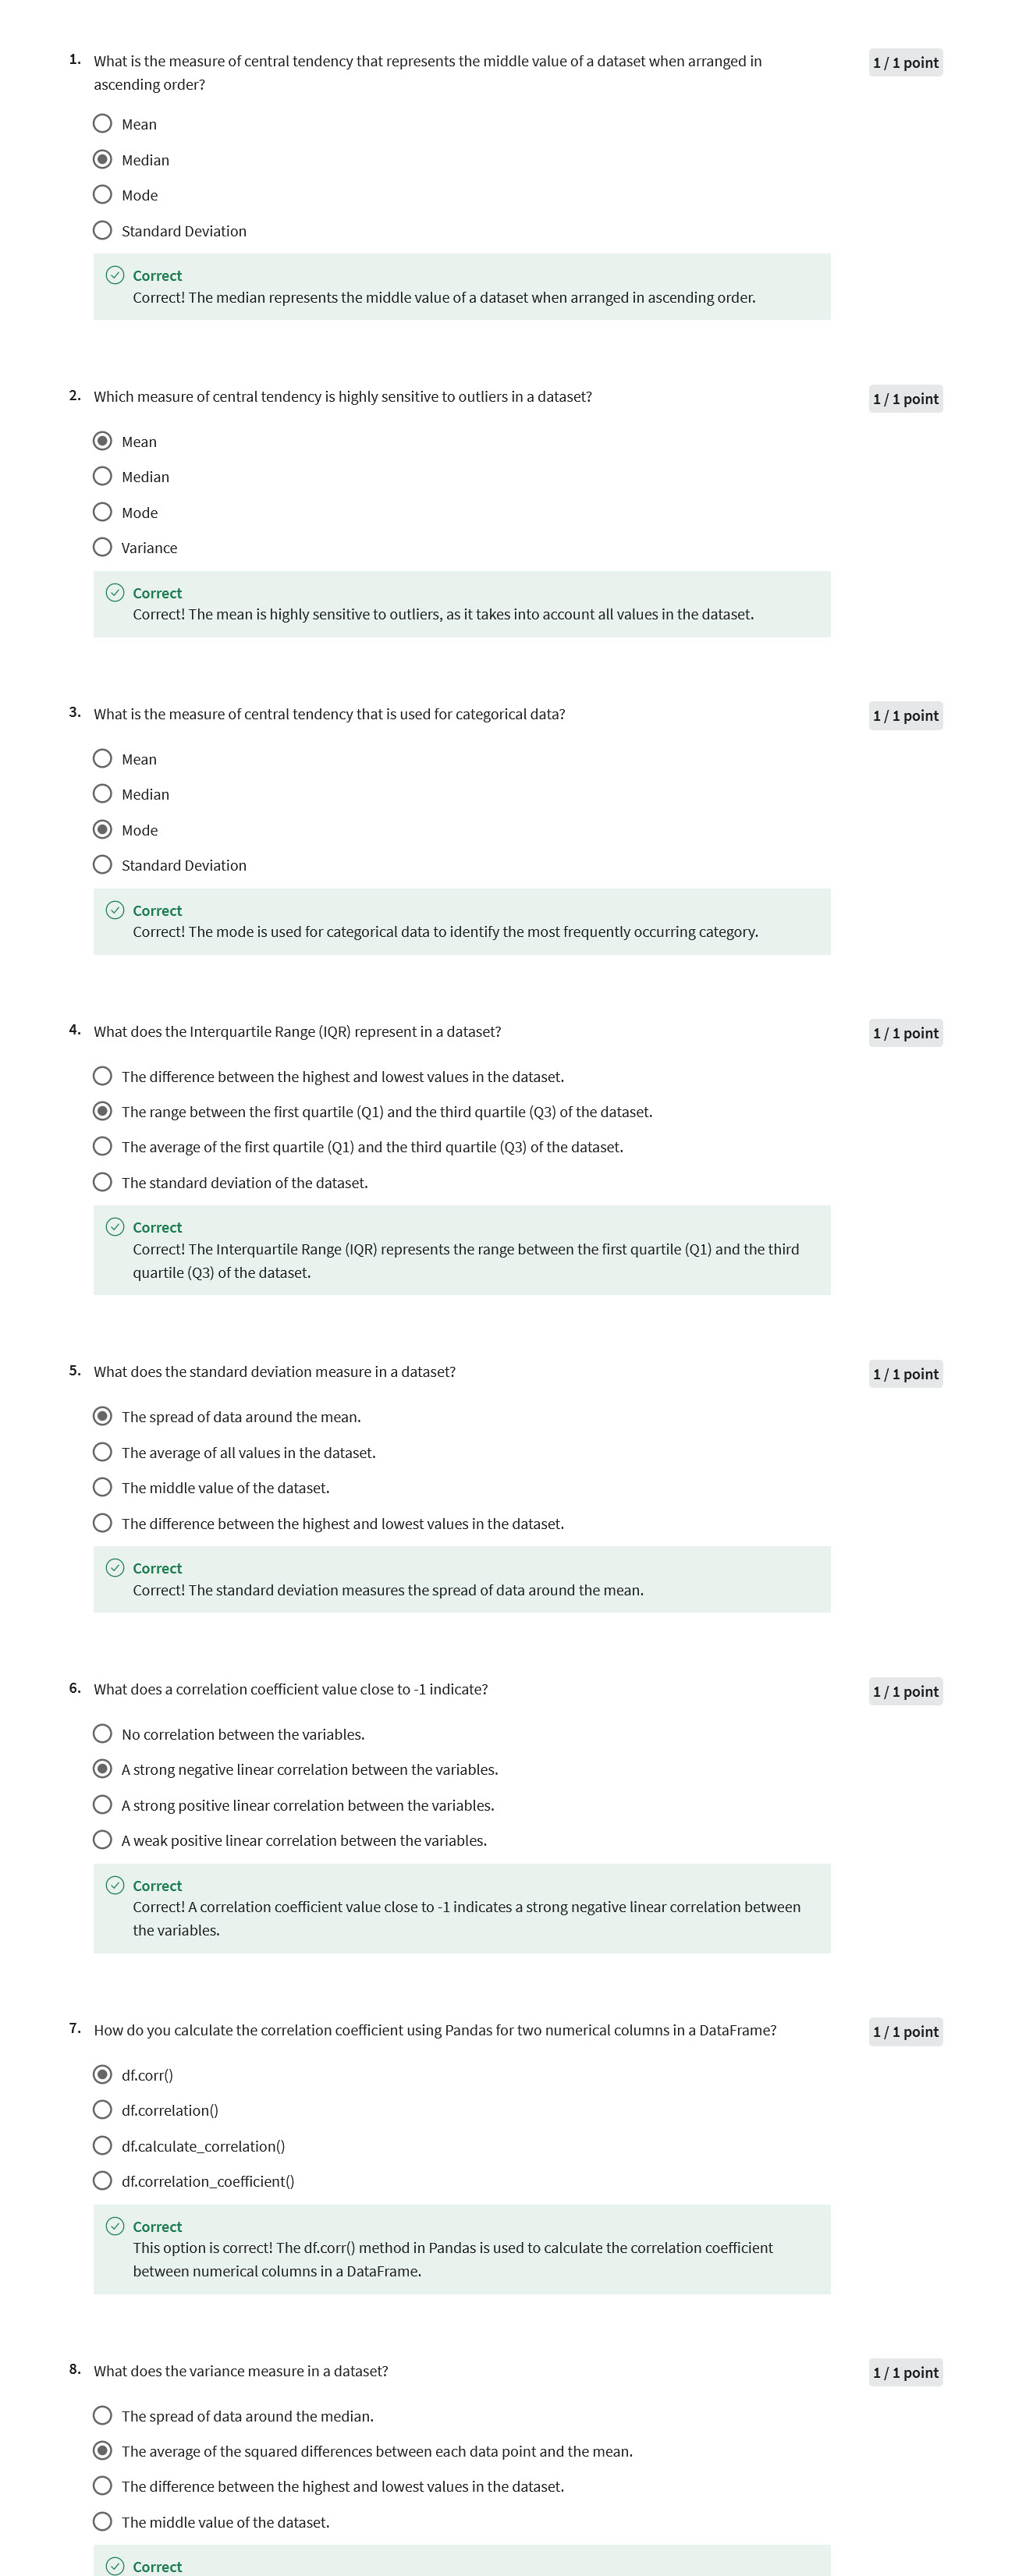 1. What is the measure of central tendency that represents the middle value of a dataset when arranged in
1 / 1 point
ascending order?
Mean
Median
Mode
Standard Deviation
Correct
Correct! The median represents the middle value of a dataset when arranged in ascending order.
2. Which measure of central tendency is highly sensitive to outliers in a dataset?
1 / 1 point
Mean
Median
Mode
Variance
Correct
Correct! The mean is highly sensitive to outliers, as it takes into account all values in the dataset.
3. What is the measure of central tendency that is used for categorical data?
1 / 1 point
Mean
Median
Mode
Standard Deviation
Correct
Correct! The mode is used for categorical data to identify the most frequently occurring category.
4. What does the Interquartile Range (IQR) represent in a dataset?
1 / 1 point
The difference between the highest and lowest values in the dataset.
The range between the first quartile (Q1) and the third quartile (Q3) of the dataset.
The average of the first quartile (Q1) and the third quartile (Q3) of the dataset.
The standard deviation of the dataset.
Correct
Correct! The Interquartile Range (IQR) represents the range between the first quartile (Q1) and the third
quartile (Q3) of the dataset.
5. What does the standard deviation measure in a dataset?
1 / 1 point
The spread of data around the mean.
The average of all values in the dataset.
The middle value of the dataset.
The difference between the highest and lowest values in the dataset.
Correct
Correct! The standard deviation measures the spread of data around the mean.
6. What does a correlation coefficient value close to -1 indicate?
1 / 1 point
No correlation between the variables.
A strong negative linear correlation between the variables.
A strong positive linear correlation between the variables.
A weak positive linear correlation between the variables.
Correct
Correct! A correlation coefficient value close to -1 indicates a strong negative linear correlation between
the variables.
7. How do you calculate the correlation coefficient using Pandas for two numerical columns in a DataFrame?
1 / 1 point
df.corr()
df.correlation()
df.calculate_correlation()
df.correlation_coefficient()
Correct
This option is correct! The df.corr() method in Pandas is used to calculate the correlation coefficient
between numerical columns in a DataFrame.
8. What does the variance measure in a dataset?
1 / 1 point
The spread of data around the median.
The average of the squared differences between each data point and the mean.
The difference between the highest and lowest values in the dataset.
The middle value of the dataset.
Correct